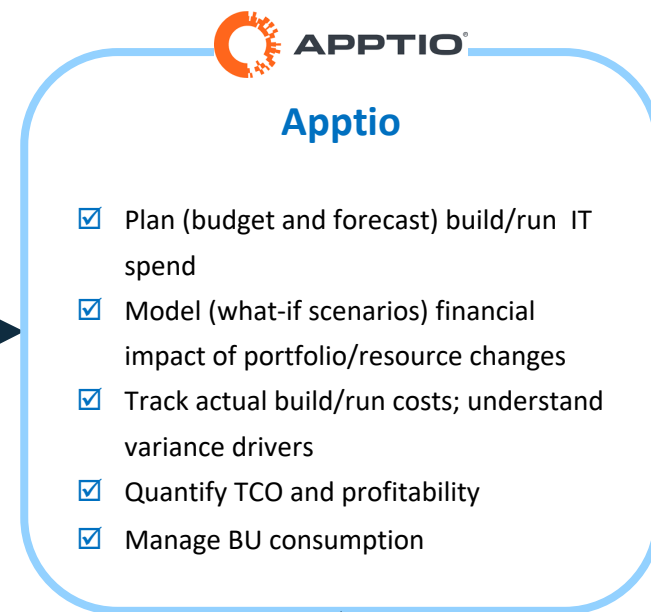 APPTIO®
Apptio
☑ Plan (budget and forecast) build/run IT
spend
☑ Model (what-if scenarios) financial
impact of portfolio/resource changes
☑ Track actual build/run costs; understand
variance drivers
☑ Quantify TCO and profitability
☑ Manage BU consumption